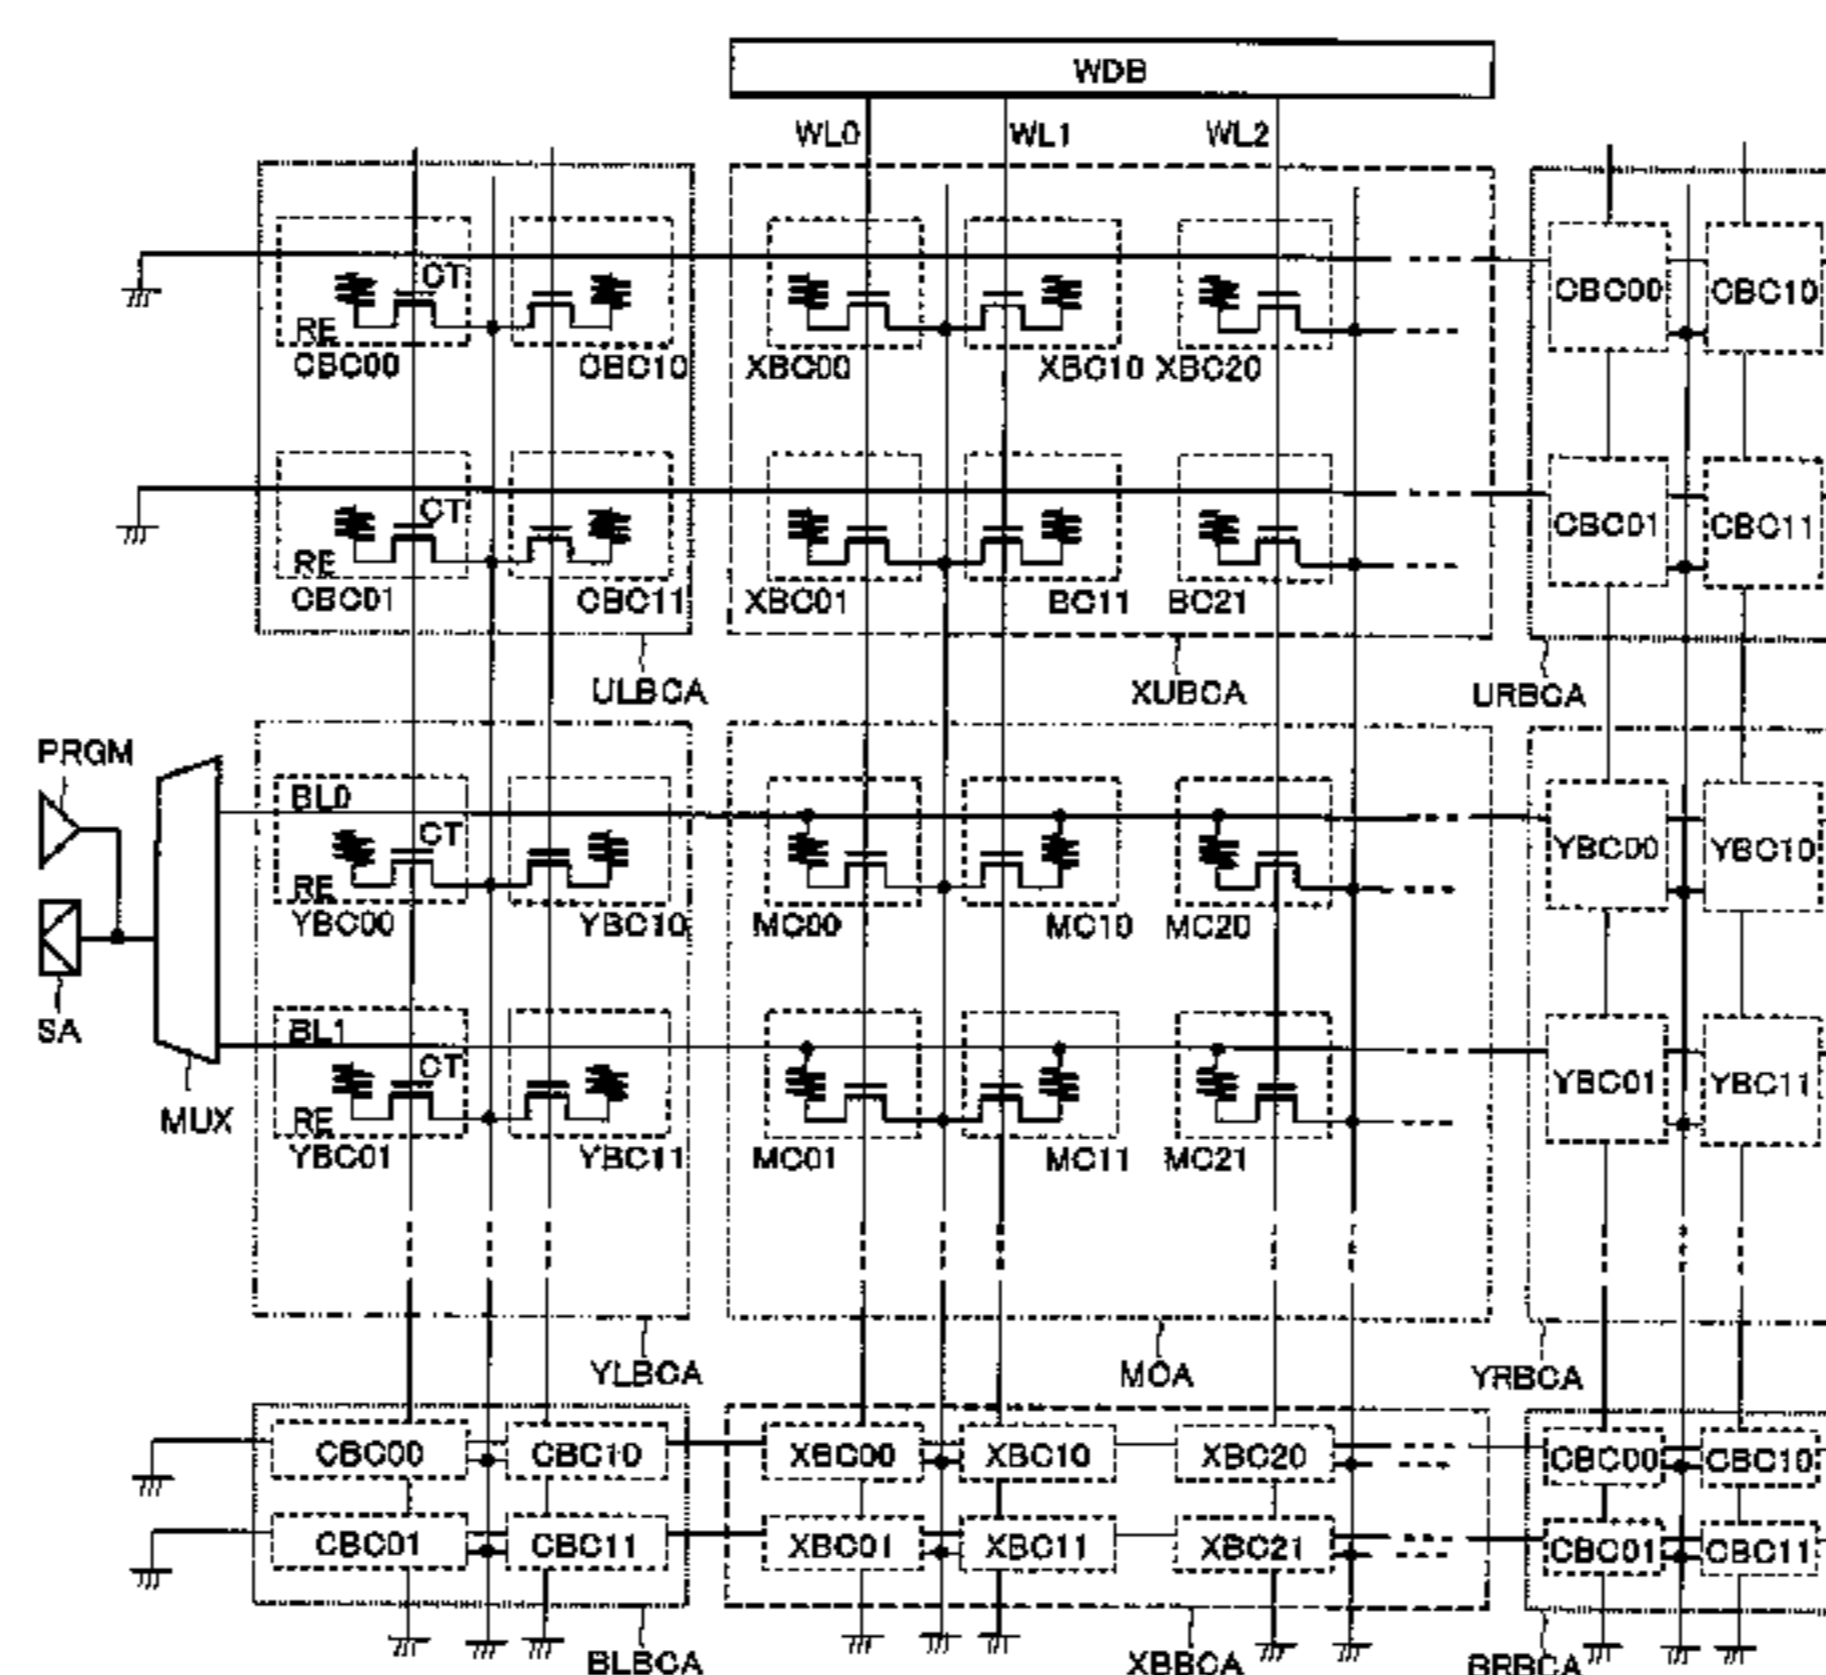 WDB
WL0 WL1 WL2
CT CBC00 CBC10
RE
CBC00 CBC10 XBC00 XBC10 XBC20
CT CBC01 CBC11
RE
CBC01 CBC11 XBC01 BC11 BC21
ULBCA XUBCA URBCA
PRGM
BL0
CT YBC00 YBC10
RE
YBC00 YBC10 MC00 MC10 MC20
SA
BL1
CT YBC01 YBC11
MUX RE
YBC01 YBC11 MC01 MC11 MC21
YLBCA MCA YRBCA
CBC00 CBC10 XBC00 XBC10 XBC20 CBC00 CBC10
CBC01 CBC11 XBC01 XBC11 XBC21 CBC01 CBC11
BLBCA XBBCA BRBCA